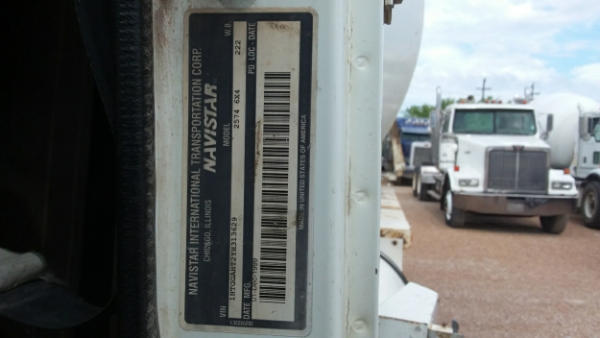 NAVISTAR INTERNATIONAL TRANSPORTATION CORP.
CHICAGO, ILLINOIS
NAVISTAR
VIN
MODEL W.B.
2574 6X4 222
DATE MFG. PD LOC DATE
MADE IN UNITED STATES OF AMERICA